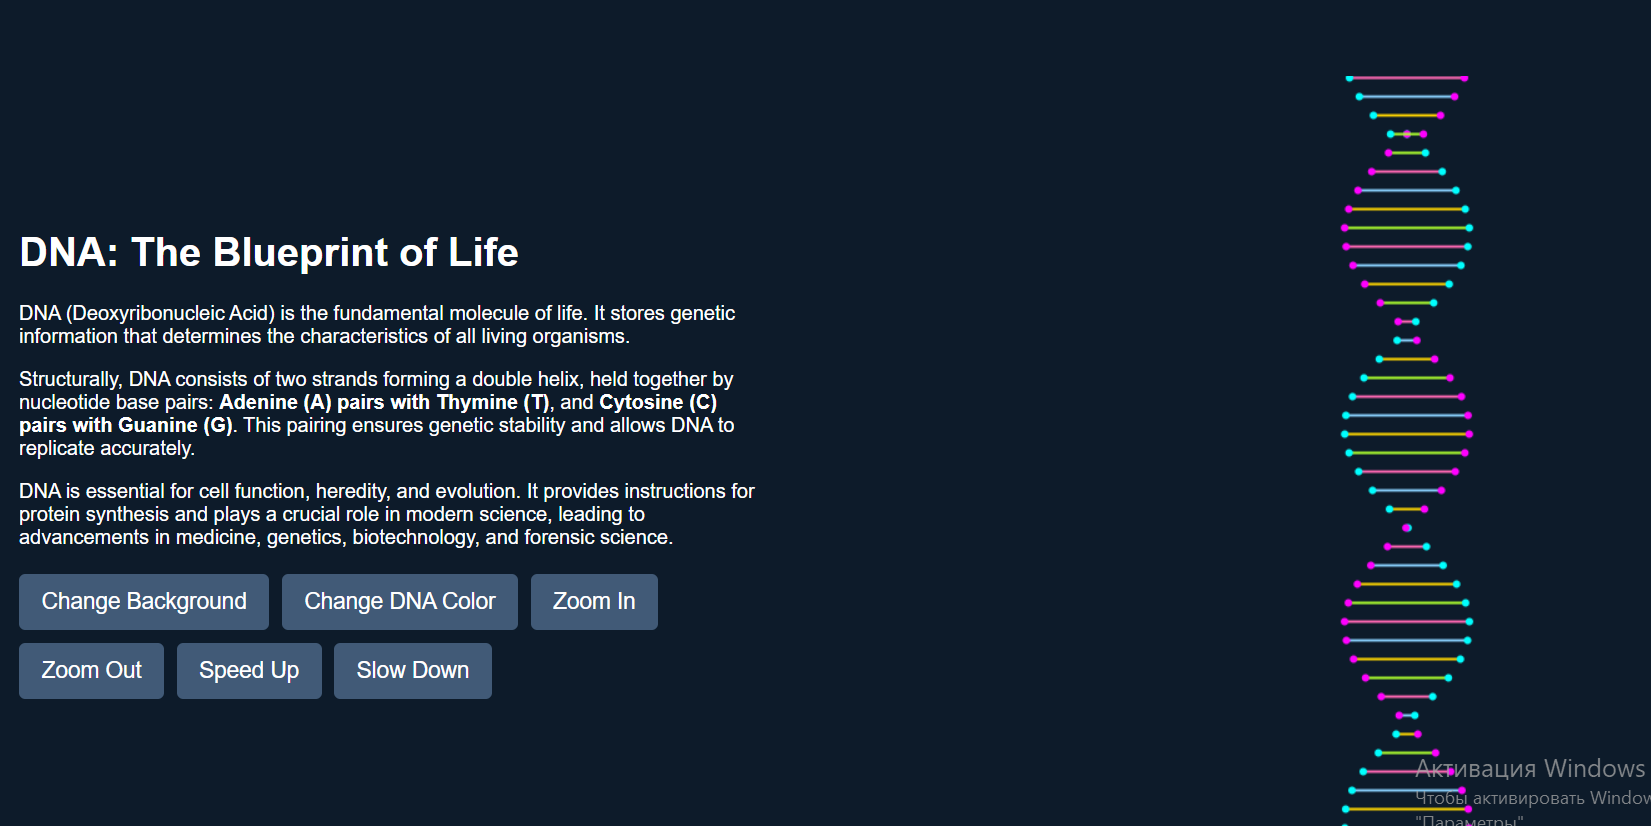 DNA: The Blueprint of Life
DNA (Deoxyribonucleic Acid) is the fundamental molecule of life. It stores genetic
information that determines the characteristics of all living organisms.
Structurally, DNA consists of two strands forming a double helix, held together by
nucleotide base pairs: Adenine (A) pairs with Thymine (T), and Cytosine (C)
pairs with Guanine (G). This pairing ensures genetic stability and allows DNA to
replicate accurately.
DNA is essential for cell function, heredity, and evolution. It provides instructions for
protein synthesis and plays a crucial role in modern science, leading to
advancements in medicine, genetics, biotechnology, and forensic science.
Change Background
Change DNA Color
Zoom In
Zoom Out
Speed Up
Slow Down
Активация Windows
Чтобы активировать Window
"Параметры"